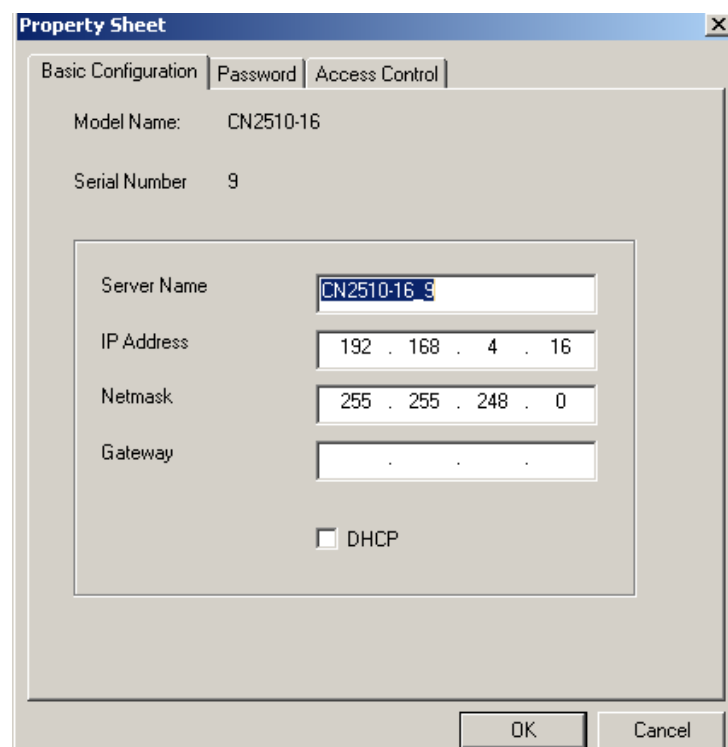 Property Sheet
Basic Configuration Password Access Control
Model Name: CN2510-16
Serial Number 9
Server Name CN2510-16_9
IP Address 192 . 168 . 4 . 16
Netmask 255 . 255 . 248 . 0
Gateway . . .
DHCP
OK Cancel